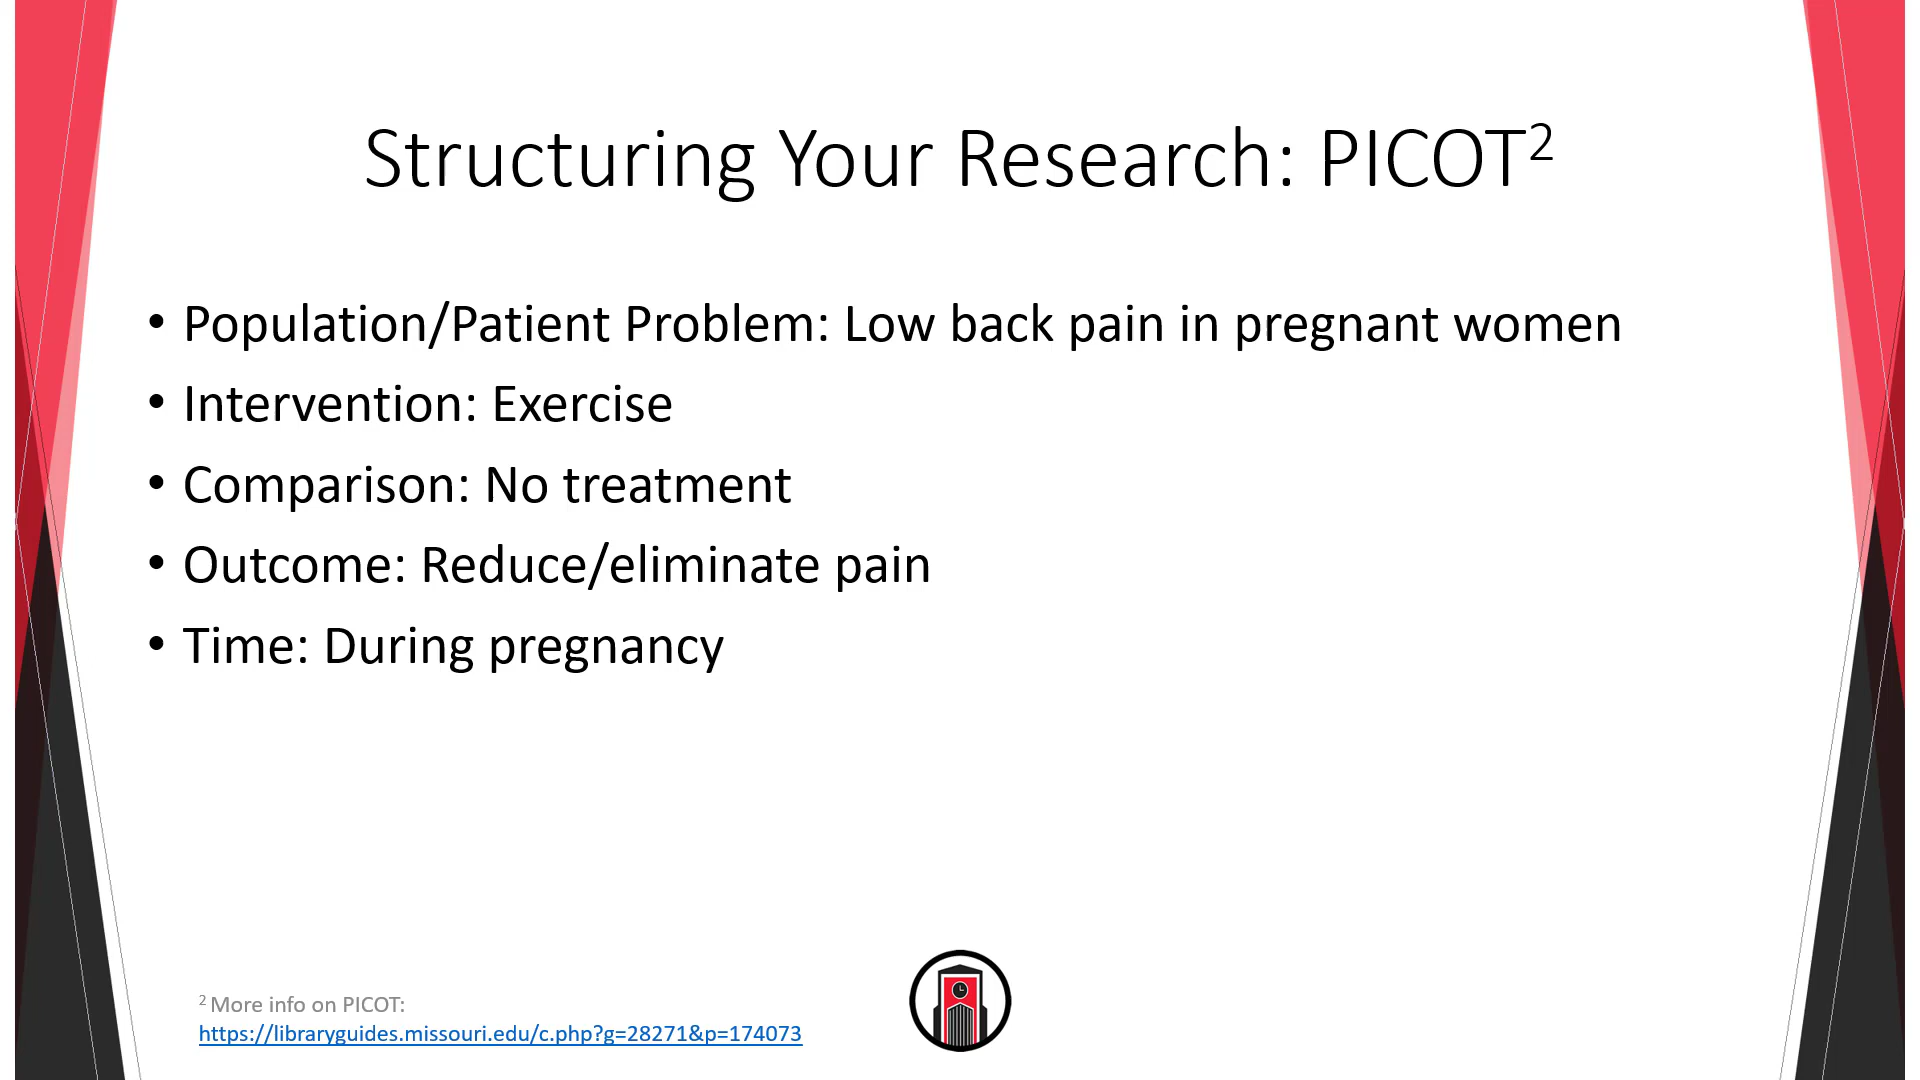 Structuring Your Research: PICOT²
• Population/Patient Problem: Low back pain in pregnant women
• Intervention: Exercise
• Comparison: No treatment
• Outcome: Reduce/eliminate pain
• Time: During pregnancy
² More info on PICOT:
https://libraryguides.missouri.edu/c.php?g=28271&p=174073